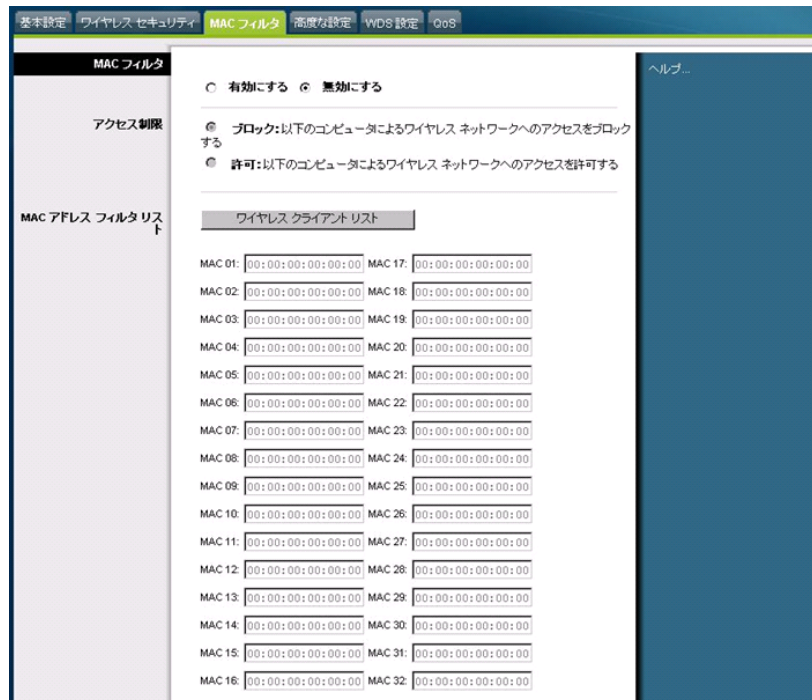 基本設定 ワイヤレス セキュリティ MAC フィルタ 高度な設定 WDS 設定 QoS
MAC フィルタ
ヘルプ...
有効にする 無効にする
アクセス制限
ブロック:以下のコンピュータによるワイヤレス ネットワークへのアクセスをブロック
する
許可:以下のコンピュータによるワイヤレス ネットワークへのアクセスを許可する
MAC アドレス フィルタ リス
ト
ワイヤレス クライアント リスト
MAC 01: 00:00:00:00:00:00 MAC 17: 00:00:00:00:00:00
MAC 02: 00:00:00:00:00:00 MAC 18: 00:00:00:00:00:00
MAC 03: 00:00:00:00:00:00 MAC 19: 00:00:00:00:00:00
MAC 04: 00:00:00:00:00:00 MAC 20: 00:00:00:00:00:00
MAC 05: 00:00:00:00:00:00 MAC 21: 00:00:00:00:00:00
MAC 06: 00:00:00:00:00:00 MAC 22: 00:00:00:00:00:00
MAC 07: 00:00:00:00:00:00 MAC 23: 00:00:00:00:00:00
MAC 08: 00:00:00:00:00:00 MAC 24: 00:00:00:00:00:00
MAC 09: 00:00:00:00:00:00 MAC 25: 00:00:00:00:00:00
MAC 10: 00:00:00:00:00:00 MAC 26: 00:00:00:00:00:00
MAC 11: 00:00:00:00:00:00 MAC 27: 00:00:00:00:00:00
MAC 12: 00:00:00:00:00:00 MAC 28: 00:00:00:00:00:00
MAC 13: 00:00:00:00:00:00 MAC 29: 00:00:00:00:00:00
MAC 14: 00:00:00:00:00:00 MAC 30: 00:00:00:00:00:00
MAC 15: 00:00:00:00:00:00 MAC 31: 00:00:00:00:00:00
MAC 16: 00:00:00:00:00:00 MAC 32: 00:00:00:00:00:00